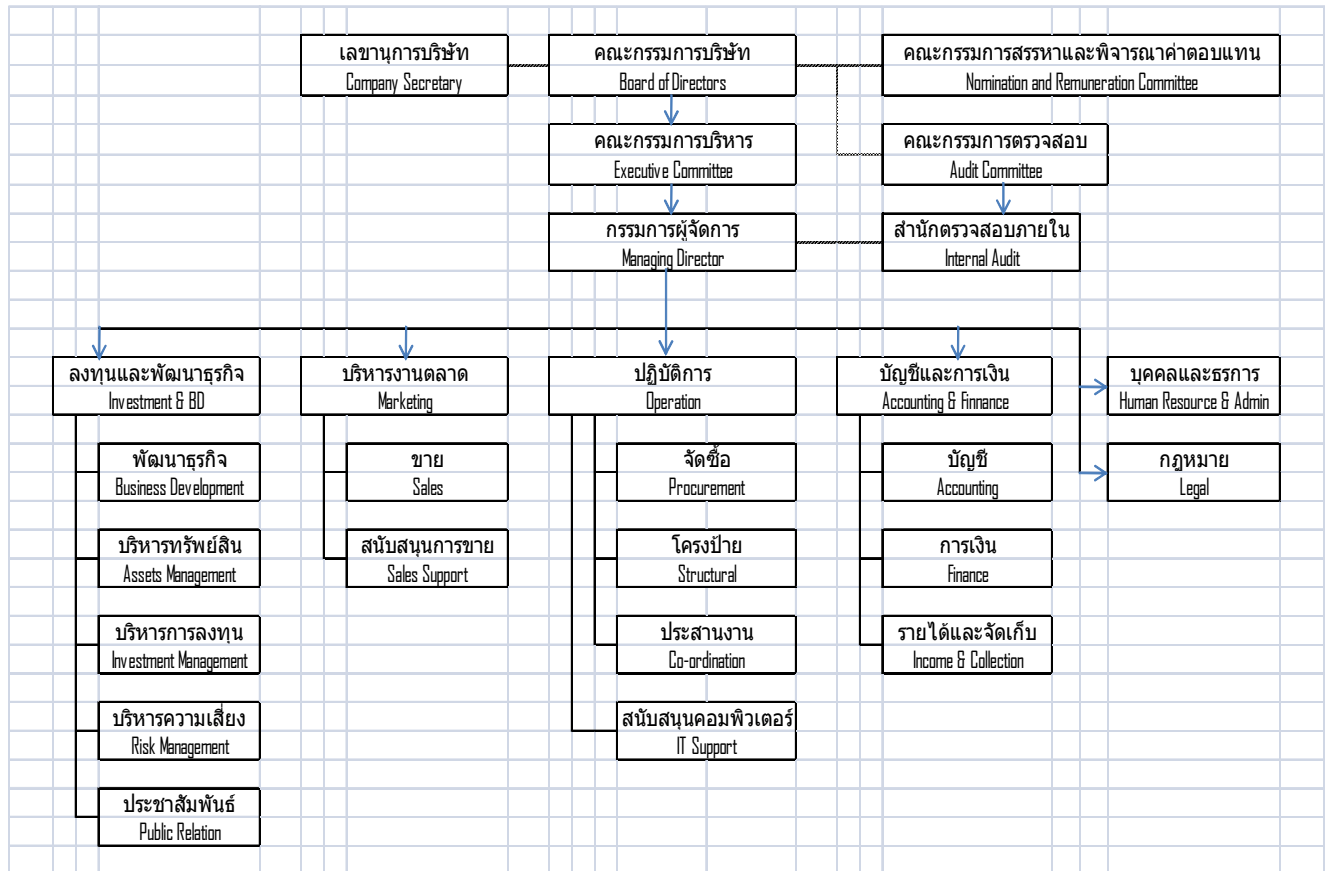 เลขานุการบริษัท
Company Secretary
คณะกรรมการบริษัท
Board of Directors
คณะกรรมการสรรหาและพิจารณาค่าตอบแทน
Nomination and Remuneration Committee
คณะกรรมการบริหาร
Executive Committee
คณะกรรมการตรวจสอบ
Audit Committee
กรรมการผู้จัดการ
Managing Director
สำนักตรวจสอบภายใน
Internal Audit
ลงทุนและพัฒนาธุรกิจ
Investment & BD
บริหารงานตลาด
Marketing
ปฏิบัติการ
Operation
บัญชีและการเงิน
Accounting & Finnance
บุคคลและธรการ
Human Resource & Admin
พัฒนาธุรกิจ
Business Development
ขาย
Sales
จัดซื้อ
Procurement
บัญชี
Accounting
กฎหมาย
Legal
บริหารทรัพย์สิน
Assets Management
สนับสนุนการขาย
Sales Support
โครงป้าย
Structural
การเงิน
Finance
บริหารการลงทุน
Investment Management
ประสานงาน
Co-ordination
รายได้และจัดเก็บ
Income & Collection
บริหารความเสี่ยง
Risk Management
สนับสนุนคอมพิวเตอร์
IT Support
ประชาสัมพันธ์
Public Relation